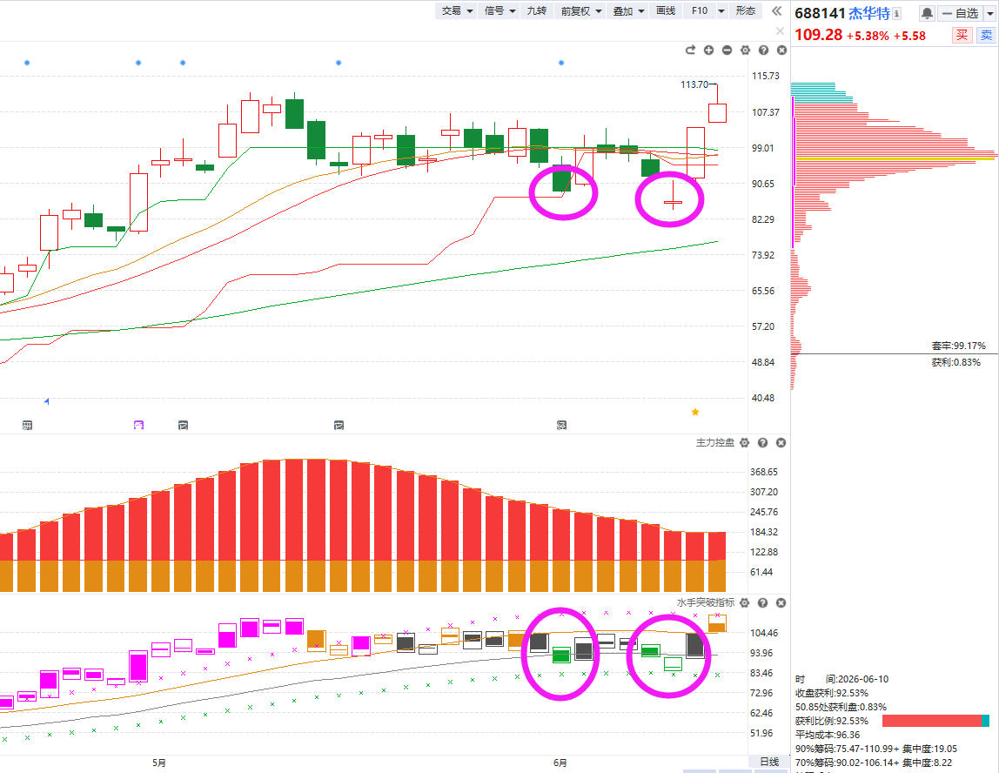 交易 信号 九转 前复权 叠加 画线 F10 形态
688141 杰华特 自选
109.28 +5.38% +5.58 买 卖
113.70
115.73
107.37
99.01
90.65
82.29
73.92
65.56
57.20
48.84
40.48
套牢:99.17%
获利:0.83%
研
主力控盘
368.65
307.20
245.76
184.32
122.88
61.44
水手突破指标
104.46
93.96
83.46
72.96
62.46
51.96
5月 6月 日线
时 间:2026-06-10
收盘获利:92.53%
50.85处获利盘:0.83%
获利比例:92.53%
平均成本:96.36
90%筹码:75.47-110.99+ 集中度:19.05
70%筹码:90.02-106.14+ 集中度:8.22